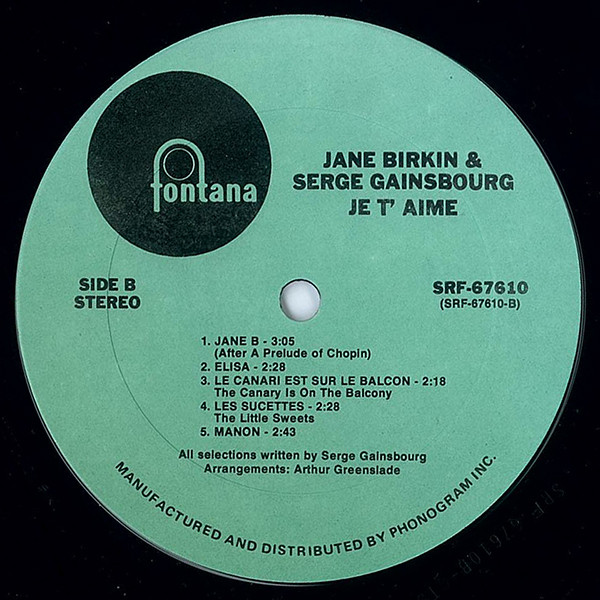 fontana
JANE BIRKIN &
SERGE GAINSBOURG
JE T' AIME
SIDE B
STEREO
SRF-67610
(SRF-67610-B)
1. JANE B - 3:05
(After A Prelude of Chopin)
2. ELISA - 2:28
3. LE CANARI EST SUR LE BALCON - 2:18
The Canary Is On The Balcony
4. LES SUCETTES - 2:28
The Little Sweets
5. MANON - 2:43
All selections written by Serge Gainsbourg
Arrangements: Arthur Greenslade
MANUFACTURED AND DISTRIBUTED BY PHONOGRAM INC.